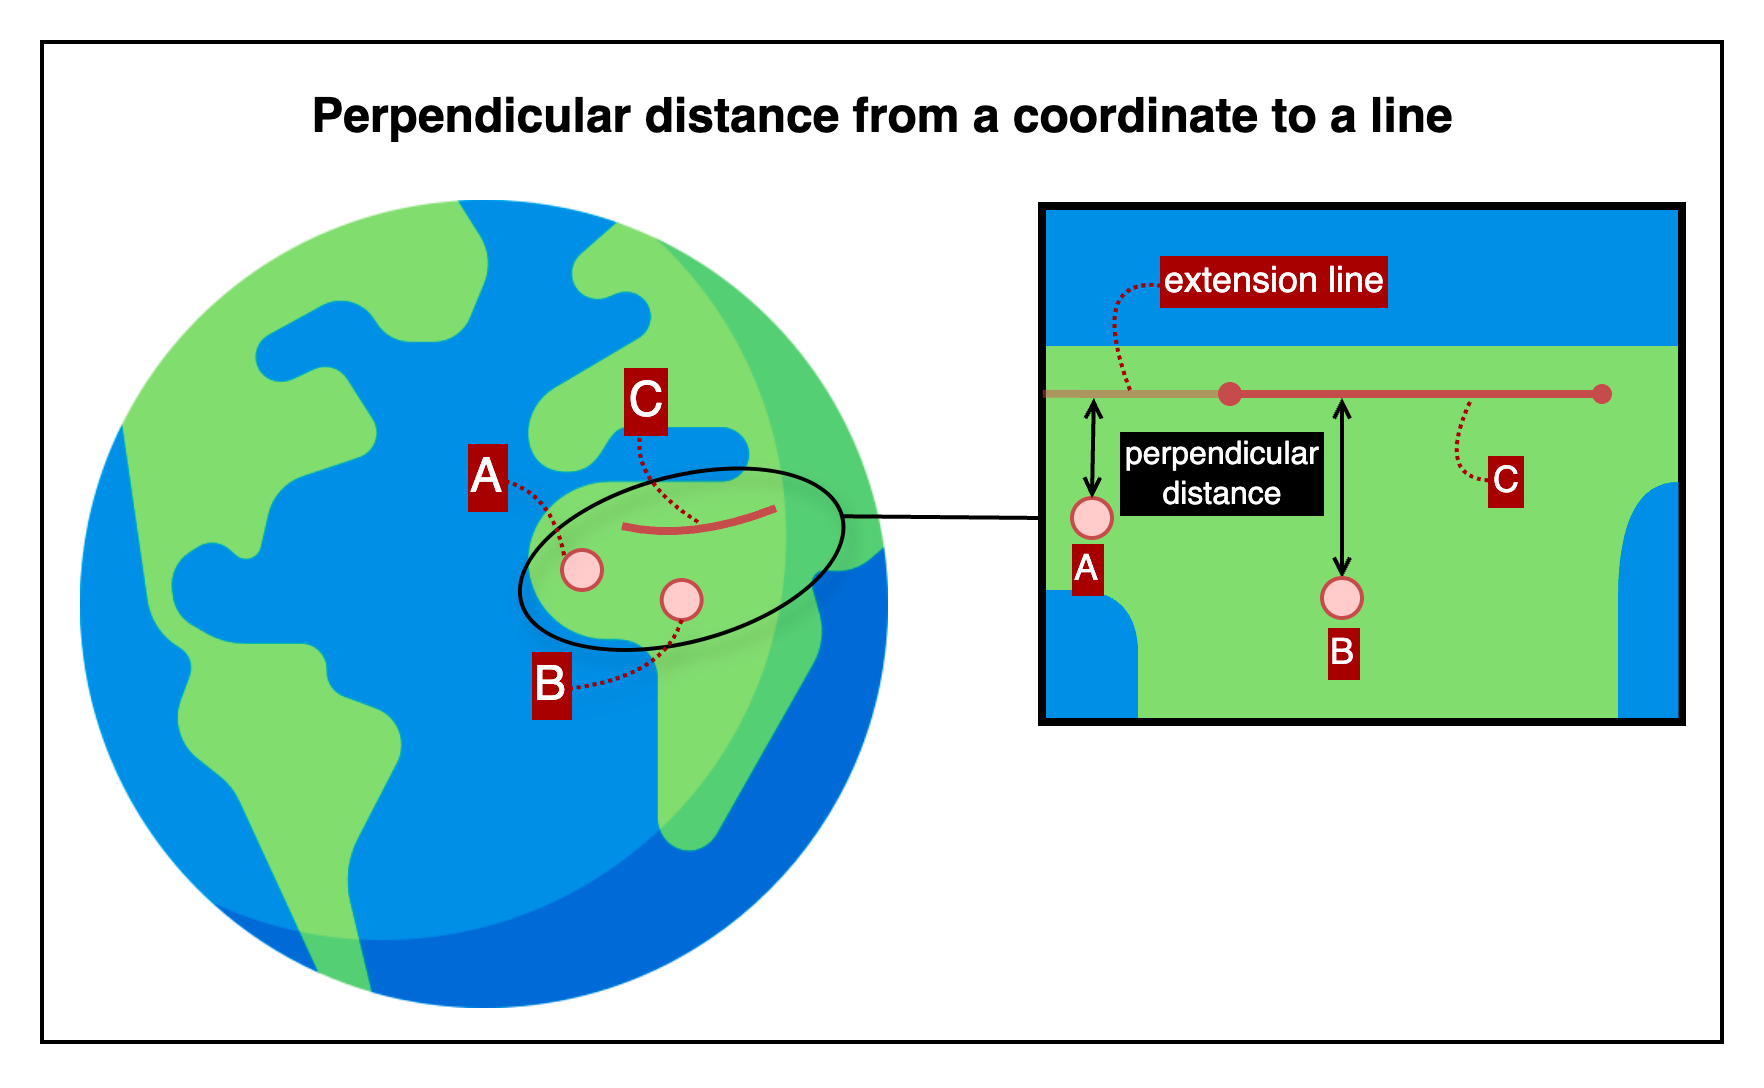 Perpendicular distance from a coordinate to a line
C
A
B
extension line
perpendicular
distance
C
A
B